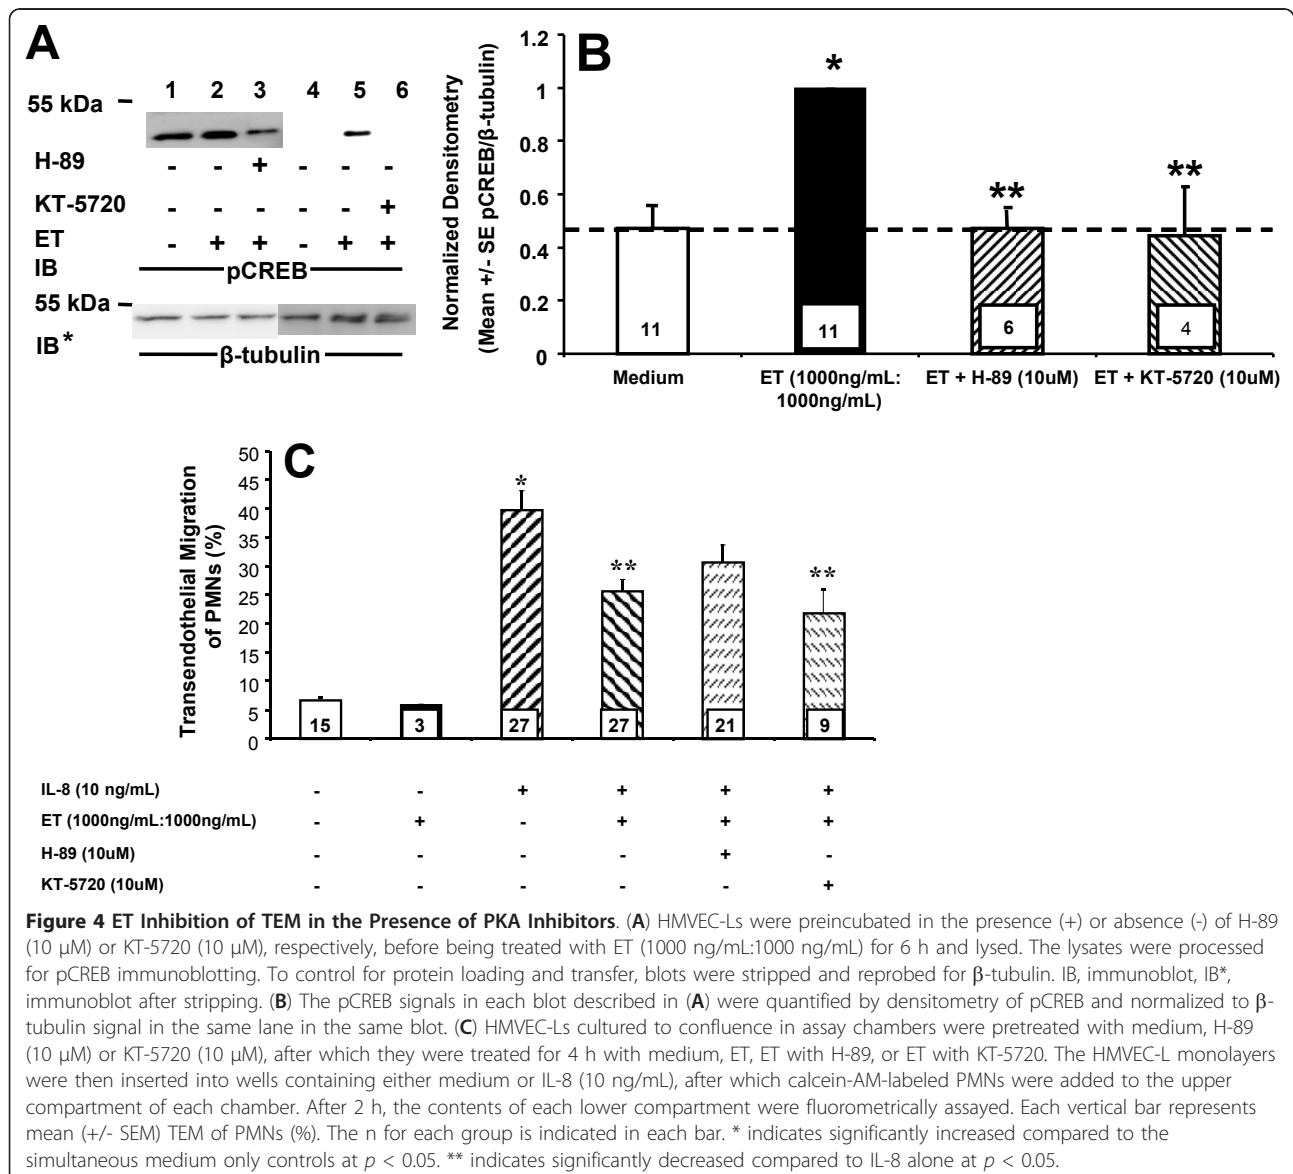 A
1 2 3 4 5 6
55 kDa
H-89 - - + - - -
KT-5720 - - - - - +
ET - + + - + +
IB pCREB
55 kDa
IB* β-tubulin
B
Normalized Densitometry
(Mean +/- SE pCREB/β-tubulin)
1.2
1
0.8
0.6
0.4
0.2
0
* ** **
11 11 6 4
Medium ET (1000ng/mL: ET + H-89 (10uM) ET + KT-5720 (10uM)
1000ng/mL)
C
Transendothelial Migration
of PMNs (%)
50
45
40
35
30
25
20
15
10
5
0
* ** **
15 3 27 27 21 9
IL-8 (10 ng/mL) - - + + + +
ET (1000ng/mL:1000ng/mL) - + - + + +
H-89 (10uM) - - - - + -
KT-5720 (10uM) - - - - - +
Figure 4 ET Inhibition of TEM in the Presence of PKA Inhibitors. (A) HMVEC-Ls were preincubated in the presence (+) or absence (-) of H-89
(10 μM) or KT-5720 (10 μM), respectively, before being treated with ET (1000 ng/mL:1000 ng/mL) for 6 h and lysed. The lysates were processed
for pCREB immunoblotting. To control for protein loading and transfer, blots were stripped and reprobed for β-tubulin. IB, immunoblot, IB*,
immunoblot after stripping. (B) The pCREB signals in each blot described in (A) were quantified by densitometry of pCREB and normalized to β-
tubulin signal in the same lane in the same blot. (C) HMVEC-Ls cultured to confluence in assay chambers were pretreated with medium, H-89
(10 μM) or KT-5720 (10 μM), after which they were treated for 4 h with medium, ET, ET with H-89, or ET with KT-5720. The HMVEC-L monolayers
were then inserted into wells containing either medium or IL-8 (10 ng/mL), after which calcein-AM-labeled PMNs were added to the upper
compartment of each chamber. After 2 h, the contents of each lower compartment were fluorometrically assayed. Each vertical bar represents
mean (+/- SEM) TEM of PMNs (%). The n for each group is indicated in each bar. * indicates significantly increased compared to the
simultaneous medium only controls at p < 0.05. ** indicates significantly decreased compared to IL-8 alone at p < 0.05.